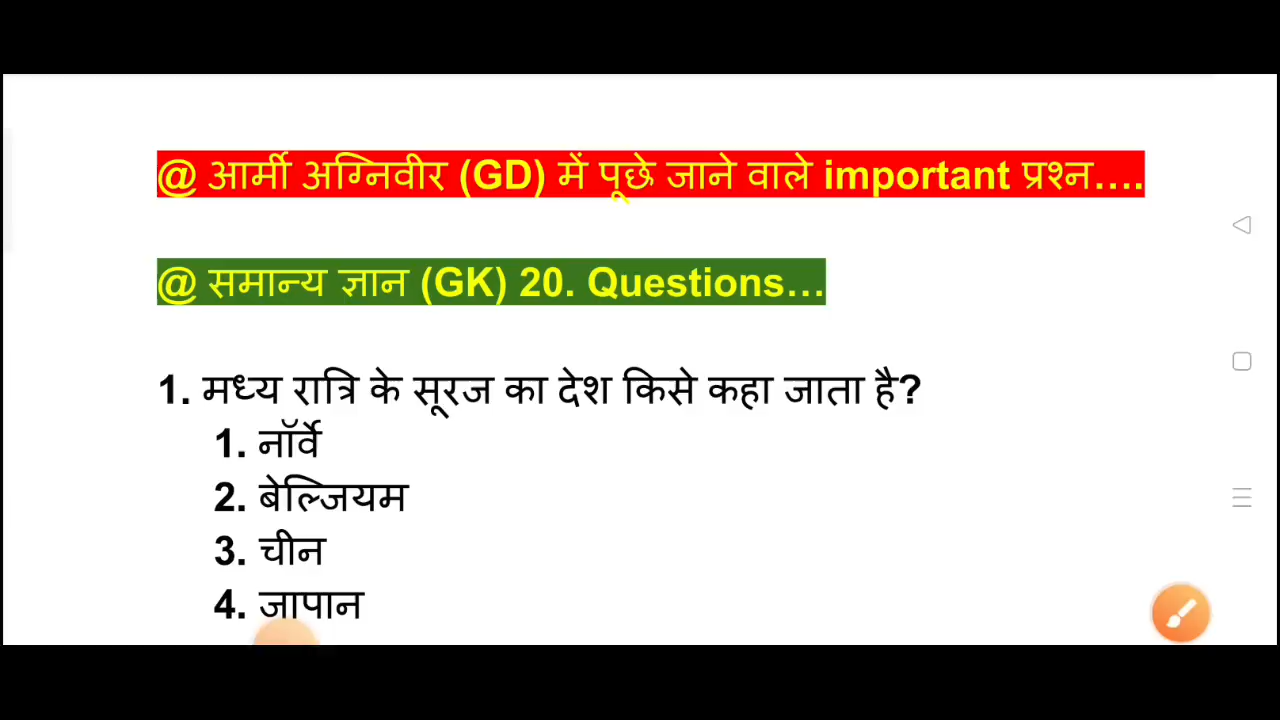 @ आर्मी अग्निवीर (GD) में पूछे जाने वाले important प्रश्न....
@ समान्य ज्ञान (GK) 20. Questions...
1. मध्य रात्रि के सूरज का देश किसे कहा जाता है?
1. नॉर्वे
2. बेल्जियम
3. चीन
4. जापान